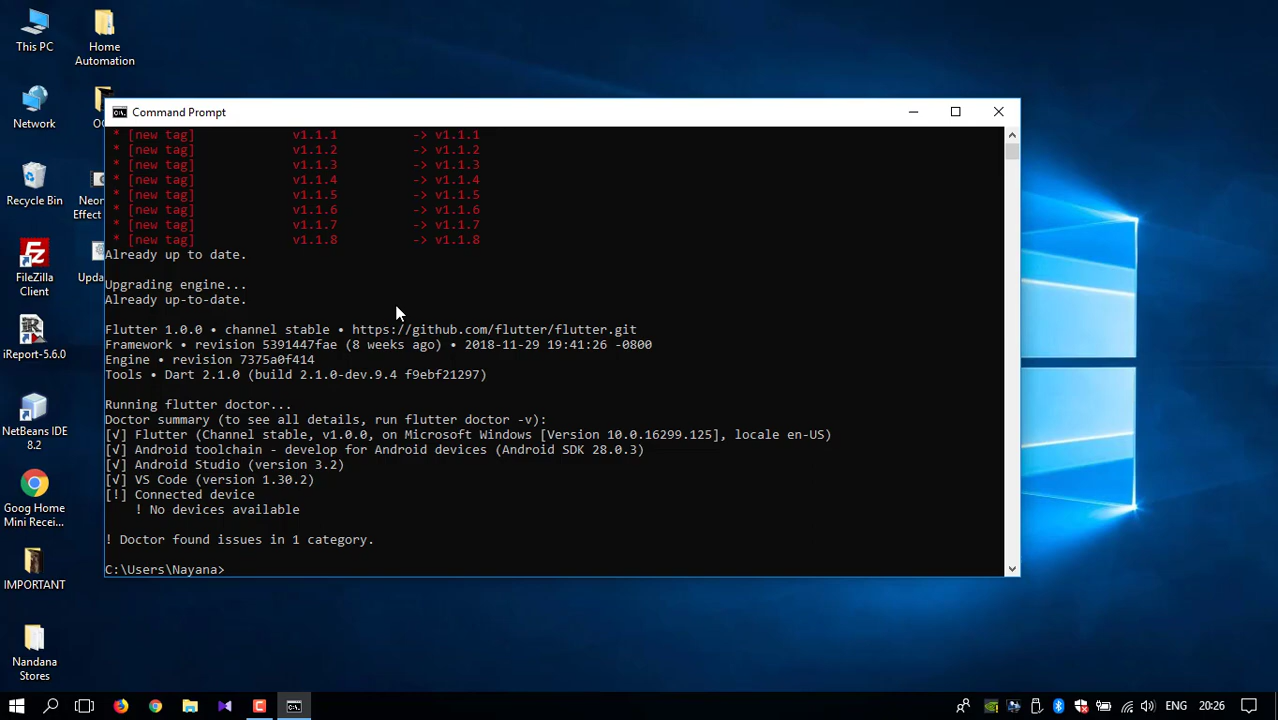 This PC
Home
Automation
Network
OC
Recycle Bin
Neon
Effect
FileZilla
Client
Upda
iReport-5.6.0
NetBeans IDE
8.2
Goog Home
Mini Recei...
IMPORTANT
Nandana
Stores
Command Prompt
* [new tag] v1.1.1 -> v1.1.1
* [new tag] v1.1.2 -> v1.1.2
* [new tag] v1.1.3 -> v1.1.3
* [new tag] v1.1.4 -> v1.1.4
* [new tag] v1.1.5 -> v1.1.5
* [new tag] v1.1.6 -> v1.1.6
* [new tag] v1.1.7 -> v1.1.7
* [new tag] v1.1.8 -> v1.1.8
Already up to date.
Upgrading engine...
Already up-to-date.
Flutter 1.0.0 • channel stable • https://github.com/flutter/flutter.git
Framework • revision 5391447fae (8 weeks ago) • 2018-11-29 19:41:26 -0800
Engine • revision 7375a0f414
Tools • Dart 2.1.0 (build 2.1.0-dev.9.4 f9ebf21297)
Running flutter doctor...
Doctor summary (to see all details, run flutter doctor -v):
[√] Flutter (Channel stable, v1.0.0, on Microsoft Windows [Version 10.0.16299.125], locale en-US)
[√] Android toolchain - develop for Android devices (Android SDK 28.0.3)
[√] Android Studio (version 3.2)
[√] VS Code (version 1.30.2)
[!] Connected device
! No devices available
! Doctor found issues in 1 category.
C:\Users\Nayana>
ENG
20:26